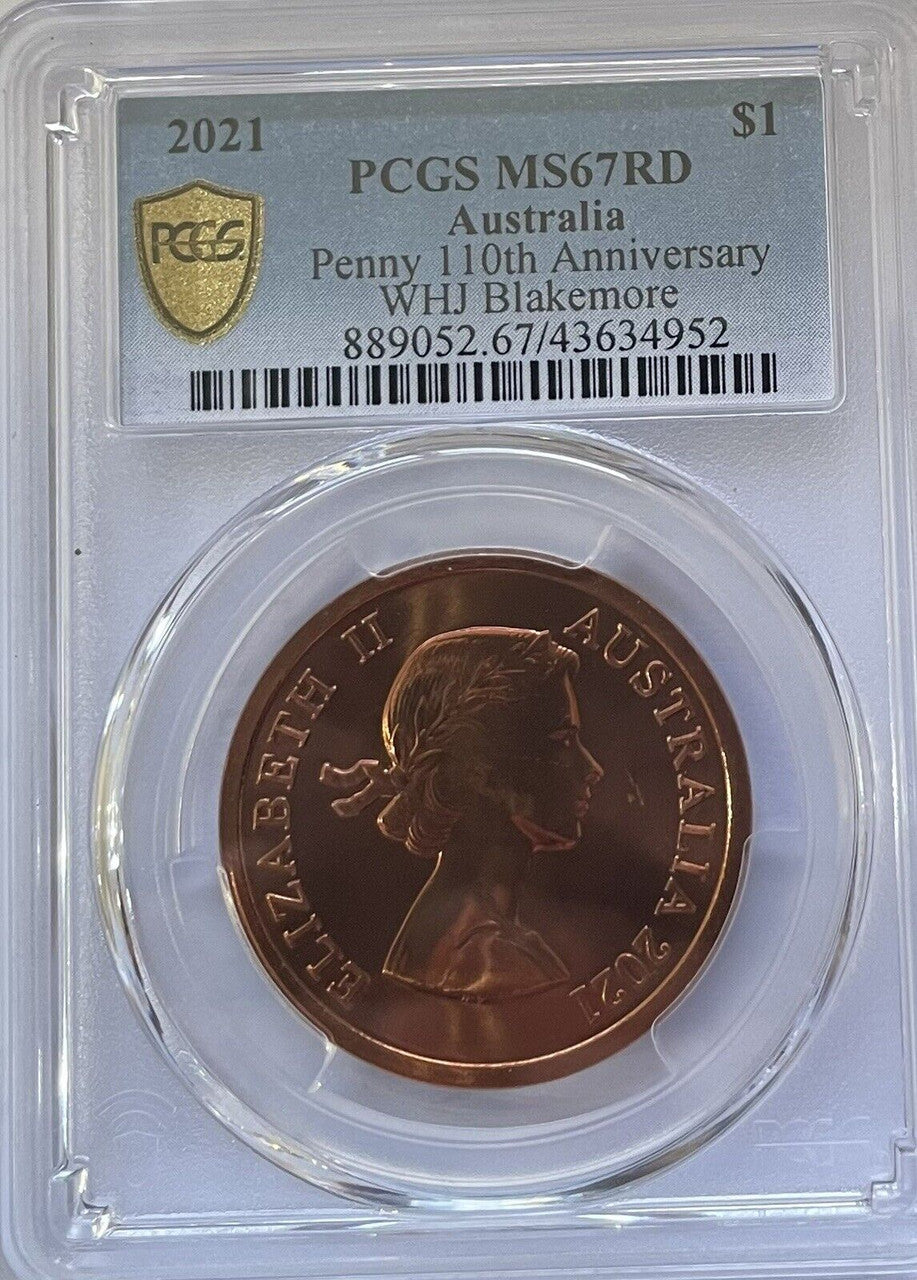 2021 $1
PCGS MS67RD
Australia
PCGS
Penny 110th Anniversary
WHJ Blakemore
889052.67/43634952
ELIZABETH II AUSTRALIA 2021